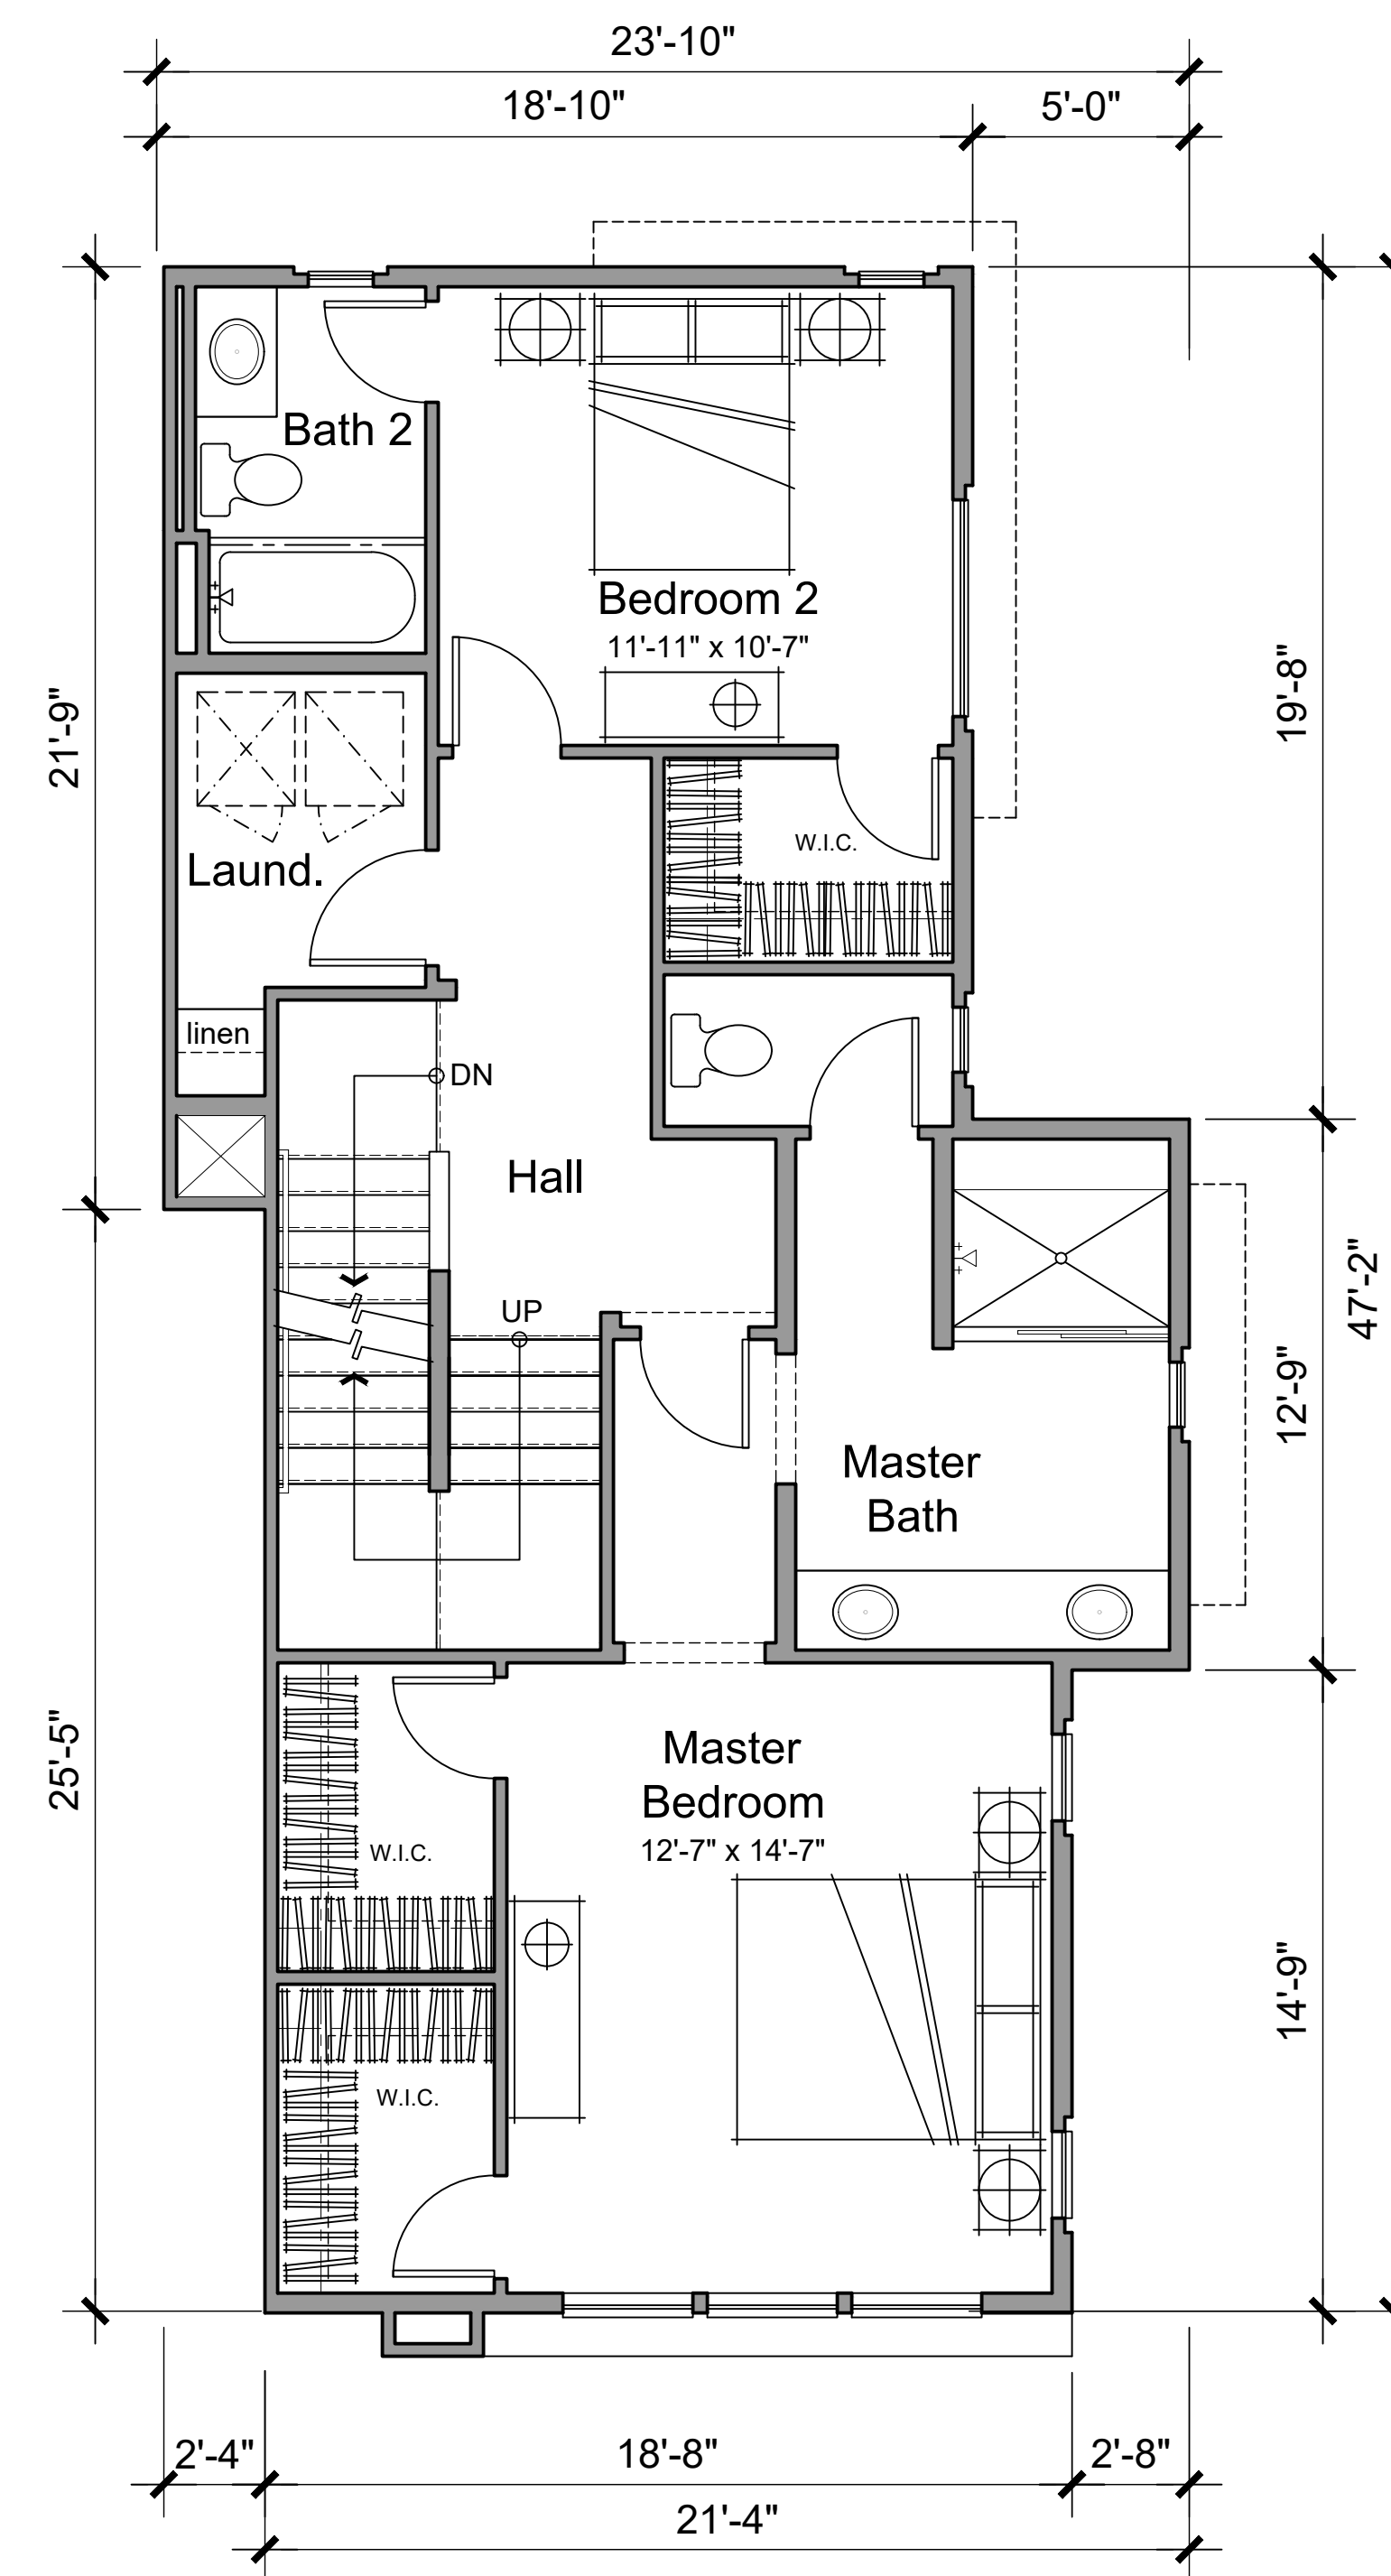 23'-10"
18'-10"
5'-0"
Bath 2
Bedroom 2
11'-11" x 10'-7"
21'-9"
19'-8"
W.I.C.
Laund.
linen
DN
Hall
UP
47'-2"
12'-9"
Master
Bath
25'-5"
Master
Bedroom
12'-7" x 14'-7"
W.I.C.
14'-9"
W.I.C.
2'-4"
18'-8"
2'-8"
21'-4"